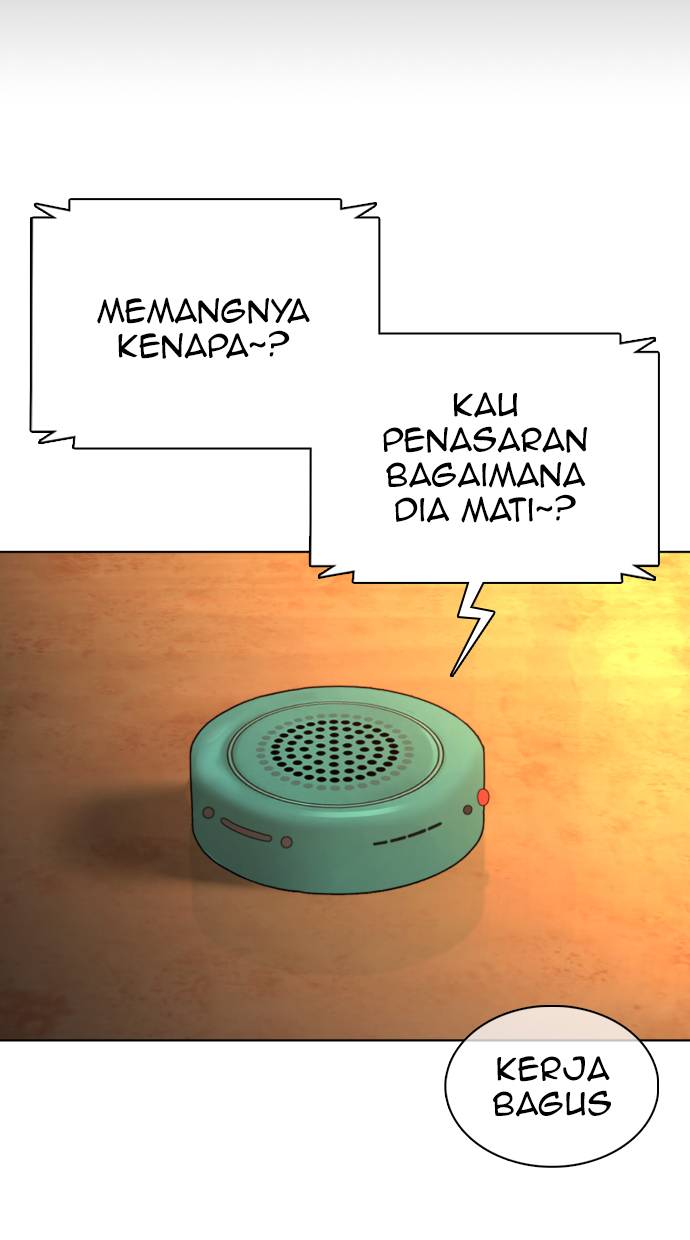 MEMANGNYA
KENAPA~?
KAU
PENASARAN
BAGAIMANA
DIA MATI~?
KERJA
BAGUS